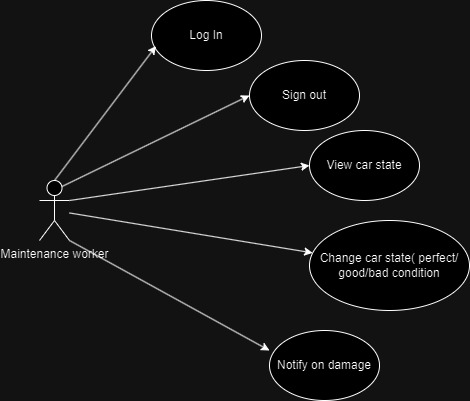 Log In
Sign out
View car state
Maintenance worker
Change car state( perfect/
good/bad condition
Notify on damage